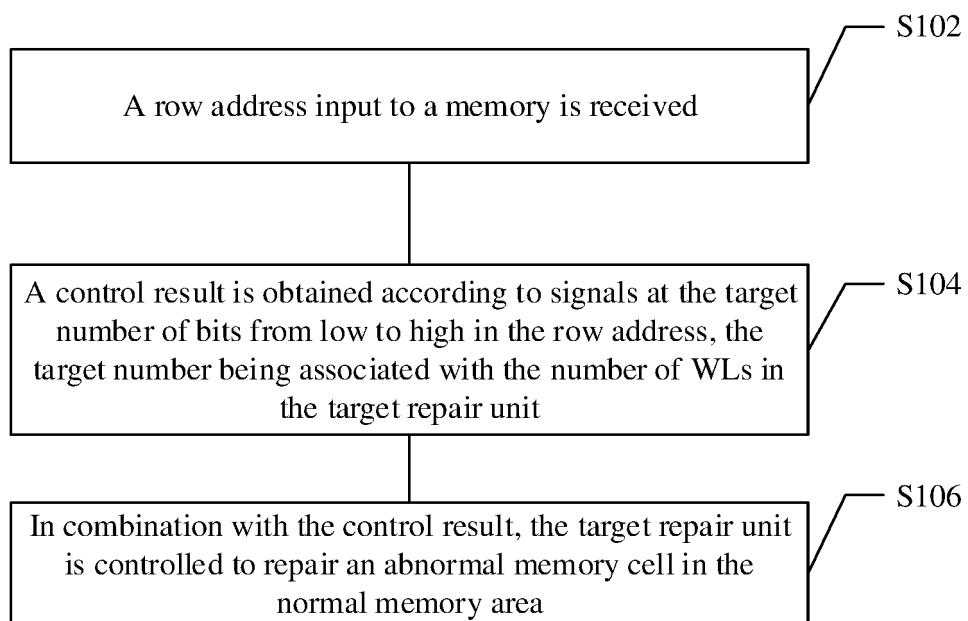 S102
A row address input to a memory is received
S104
A control result is obtained according to signals at the target
number of bits from low to high in the row address, the
target number being associated with the number of WLs in
the target repair unit
S106
In combination with the control result, the target repair unit
is controlled to repair an abnormal memory cell in the
normal memory area